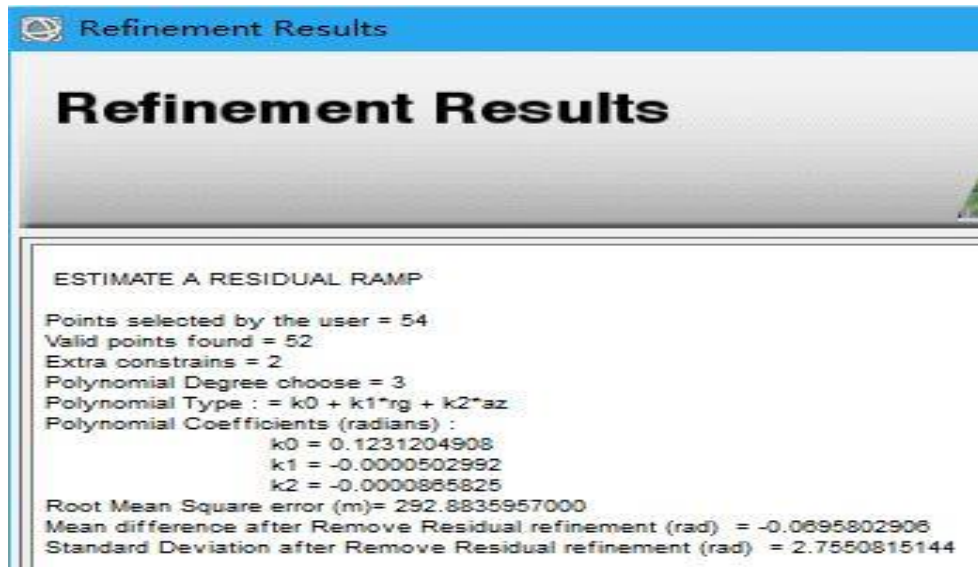 Refinement Results
Refinement Results
ESTIMATE A RESIDUAL RAMP
Points selected by the user = 54
Valid points found = 52
Extra constrains = 2
Polynomial Degree choose = 3
Polynomial Type : = k0 + k1*rg + k2*az
Polynomial Coefficients (radians) :
k0 = 0.1231204908
k1 = -0.0000502992
k2 = -0.0000865825
Root Mean Square error (m)= 292.8835957000
Mean difference after Remove Residual refinement (rad) = -0.0695802906
Standard Deviation after Remove Residual refinement (rad) = 2.7550815144